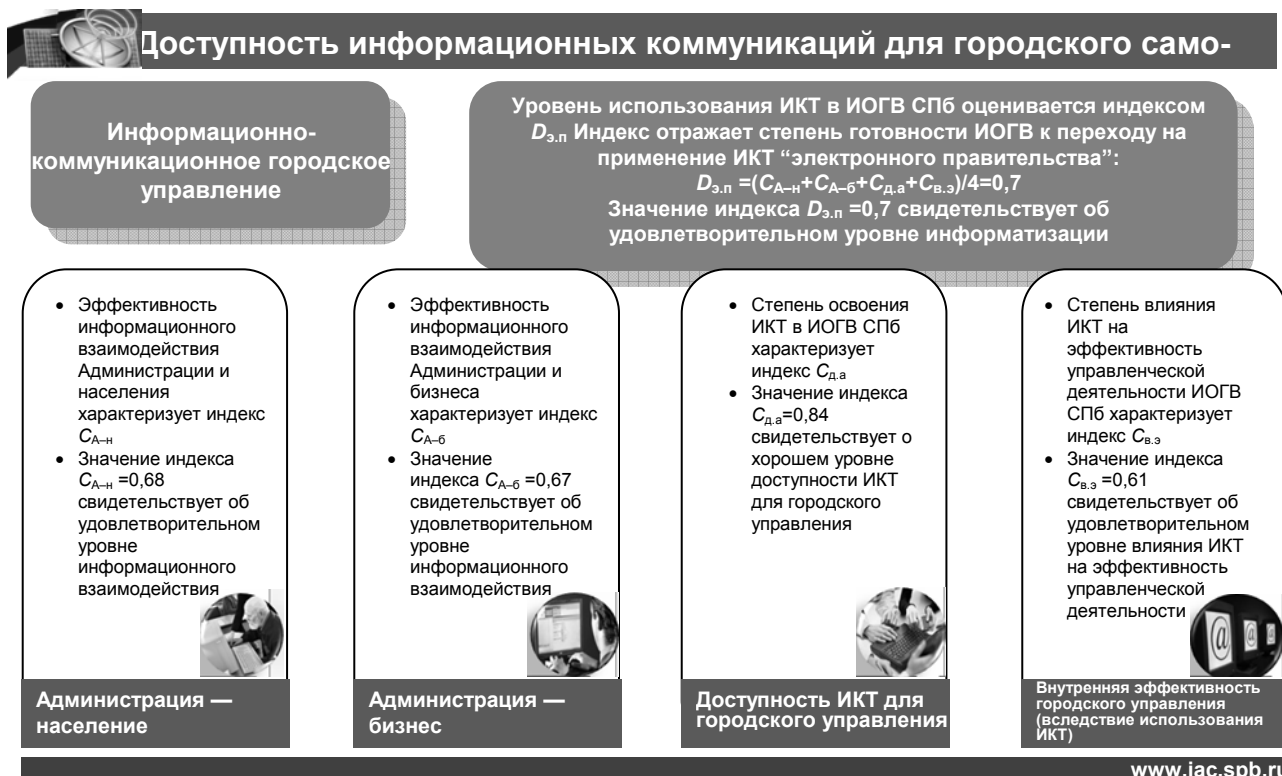 Доступность информационных коммуникаций для городского само-
Информационно-
коммуникационное городское
управление
Уровень использования ИКТ в ИОГВ СПб оценивается индексом
Dэ.п Индекс отражает степень готовности ИОГВ к переходу на
применение ИКТ “электронного правительства”:
Dэ.п =(CА–н+CА–б+Cд.а+Cв.э)/4=0,7
Значение индекса Dэ.п =0,7 свидетельствует об
удовлетворительном уровне информатизации
• Эффективность
информационного
взаимодействия
Администрации и
населения
характеризует индекс
CА–н
• Значение индекса
CА–н =0,68
свидетельствует об
удовлетворительном
уровне
информационного
взаимодействия
Администрация —
население
• Эффективность
информационного
взаимодействия
Администрации и
бизнеса
характеризует индекс
CА–б
• Значение
индекса CА–б =0,67
свидетельствует об
удовлетворительном
уровне
информационного
взаимодействия
Администрация —
бизнес
• Степень освоения
ИКТ в ИОГВ СПб
характеризует
индекс Cд.а
• Значение индекса
Cд.а=0,84
свидетельствует о
хорошем уровне
доступности ИКТ
для городского
управления
Доступность ИКТ для
городского управления
• Степень влияния
ИКТ на
эффективность
управленческой
деятельности ИОГВ
СПб характеризует
индекс Cв.э
• Значение индекса
Cв.э =0,61
свидетельствует об
удовлетворительном
уровне влияния ИКТ
на эффективность
управленческой
деятельности
Внутренняя эффективность
городского управления
(вследствие использования
ИКТ)
www.iac.spb.ru